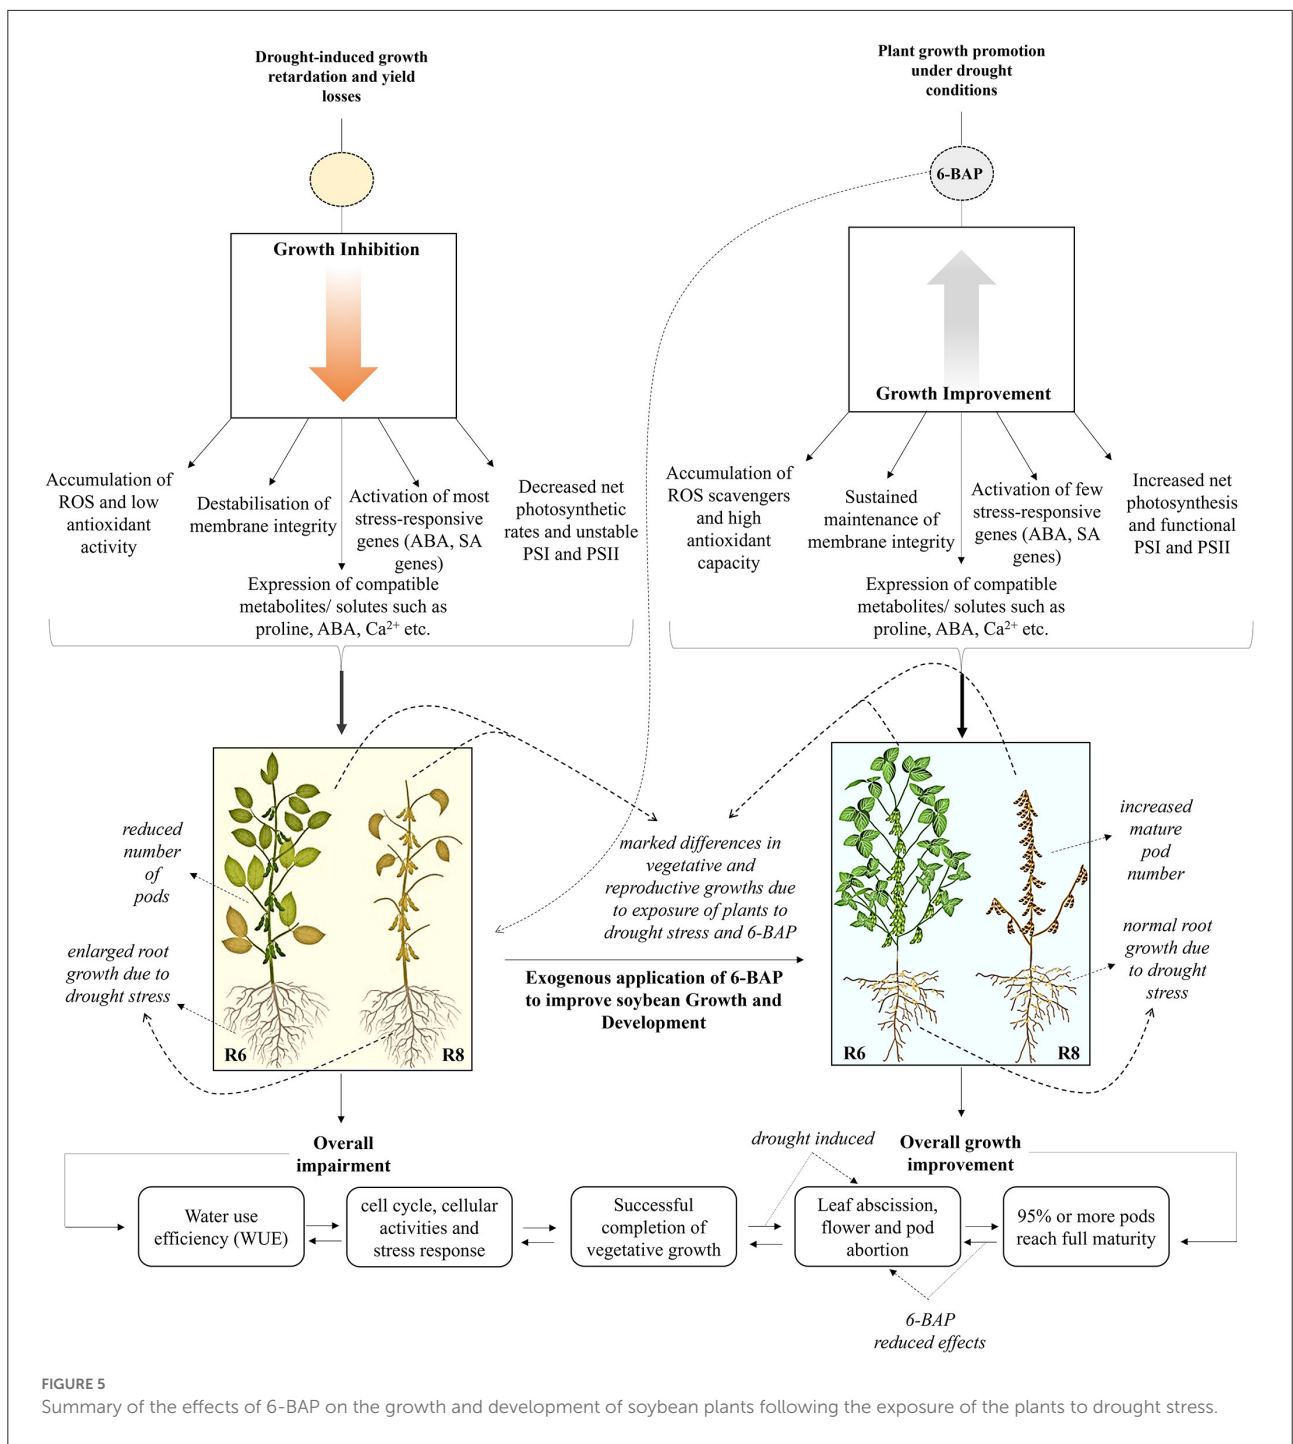 Drought-induced growth
retardation and yield
losses
Growth Inhibition
Accumulation of
ROS and low
antioxidant
activity
Destabilisation of
membrane integrity
Activation of most
stress-responsive
genes (ABA, SA
genes)
Decreased net
photosynthetic
rates and unstable
PSI and PSII
Expression of compatible
metabolites/ solutes such as
proline, ABA, Ca²⁺ etc.
Plant growth promotion
under drought
conditions
6-BAP
Growth Improvement
Accumulation of
ROS scavengers
and high
antioxidant
capacity
Sustained
maintenance of
membrane integrity
Activation of few
stress-responsive
genes (ABA, SA
genes)
Increased net
photosynthesis
and functional
PSI and PSII
Expression of compatible
metabolites/ solutes such as
proline, ABA, Ca²⁺ etc.
reduced
number
of
pods
enlarged root
growth due to
drought stress
R6
R8
marked differences in
vegetative and
reproductive growths due
to exposure of plants to
drought stress and 6-BAP
Exogenous application of 6-BAP
to improve soybean Growth and
Development
R6
R8
increased
mature
pod
number
normal root
growth due
to drought
stress
Overall
impairment
drought induced
Overall growth
improvement
Water use
efficiency (WUE)
cell cycle, cellular
activities and
stress response
Successful
completion of
vegetative growth
Leaf abscission,
flower and pod
abortion
95% or more pods
reach full maturity
6-BAP
reduced effects
FIGURE 5
Summary of the effects of 6-BAP on the growth and development of soybean plants following the exposure of the plants to drought stress.